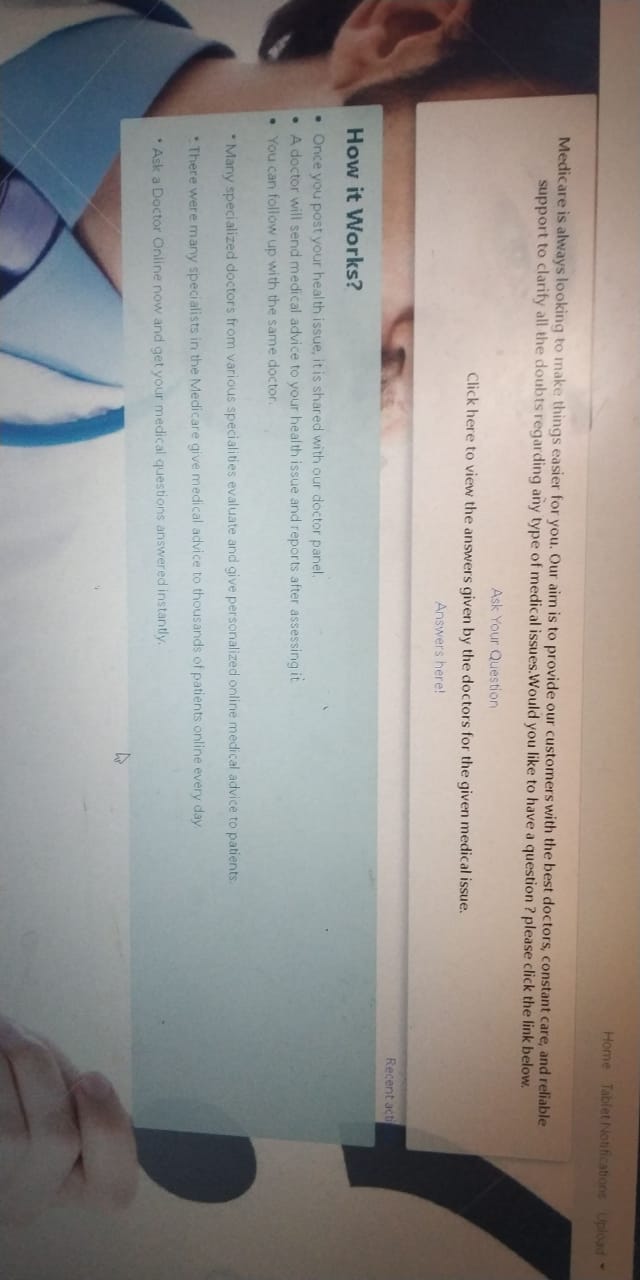 Home Tablet Notifications Upload
Medicare is always looking to make things easier for you. Our aim is to provide our customers with the best doctors, constant care, and reliable
support to clarify all the doubts regarding any type of medical issues.Would you like to have a question ? please click the link below.
Ask Your Question
Click here to view the answers given by the doctors for the given medical issue.
Answers here!
Recent acti
How it Works?
• Once you post your health issue, it is shared with our doctor panel.
• A doctor will send medical advice to your health issue and reports after assessing it.
• You can follow up with the same doctor.
* Many specialized doctors from various specialities evaluate and give personalized online medical advice to patients.
* There were many specialists in the Medicare give medical advice to thousands of patients online every day.
* Ask a Doctor Online now and get your medical questions answered instantly.